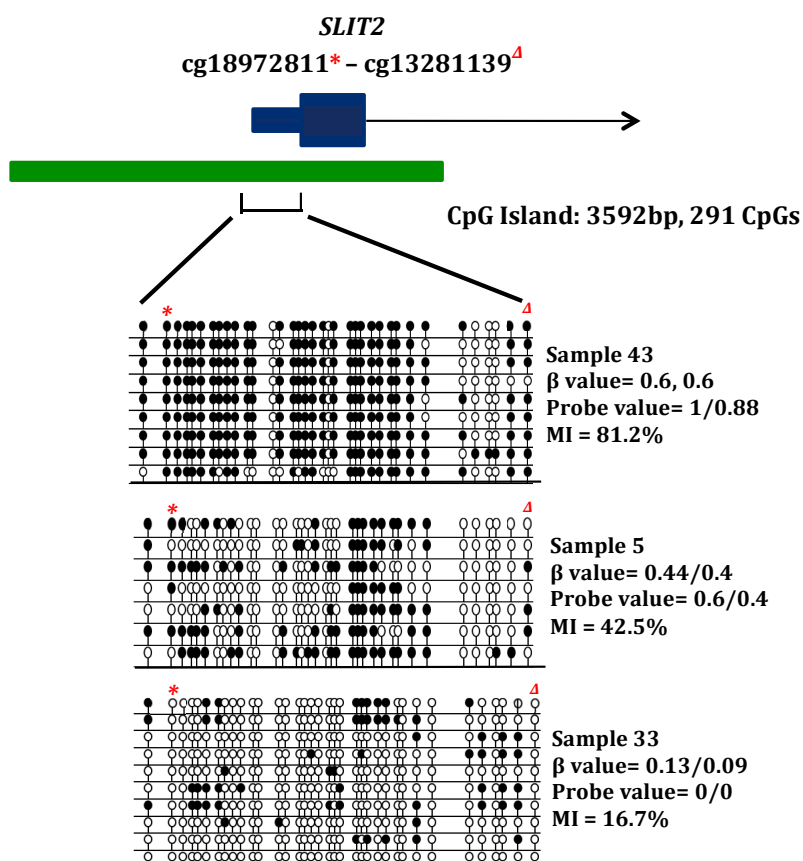 SLIT2
cg18972811* – cg13281139Δ
CpG Island: 3592bp, 291 CpGs
* Δ
Sample 43
β value= 0.6, 0.6
Probe value= 1/0.88
MI = 81.2%
* Δ
Sample 5
β value= 0.44/0.4
Probe value= 0.6/0.4
MI = 42.5%
* Δ
Sample 33
β value= 0.13/0.09
Probe value= 0/0
MI = 16.7%